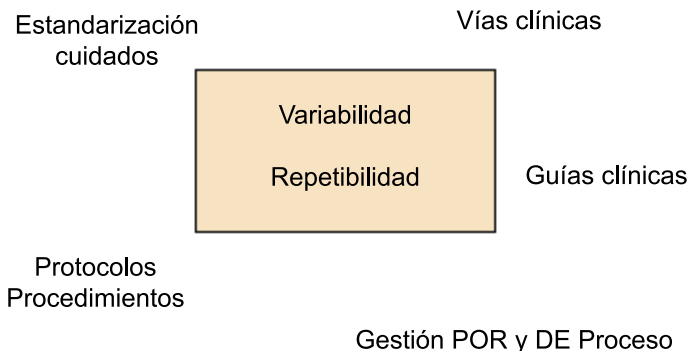 Estandarización
cuidados
Vías clínicas
Variabilidad
Repetibilidad
Guías clínicas
Protocolos
Procedimientos
Gestión POR y DE Proceso